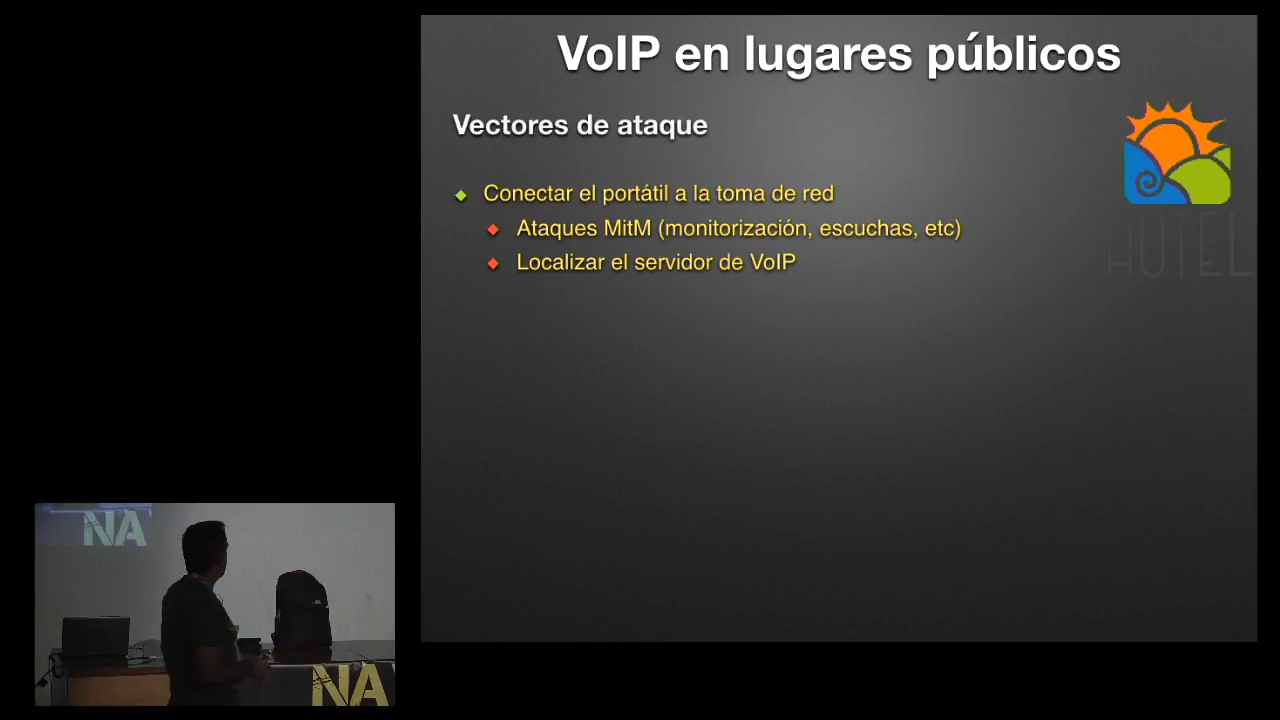 VoIP en lugares públicos
Vectores de ataque
Conectar el portátil a la toma de red
Ataques MitM (monitorización, escuchas, etc)
Localizar el servidor de VoIP
HOTEL
NA
NA